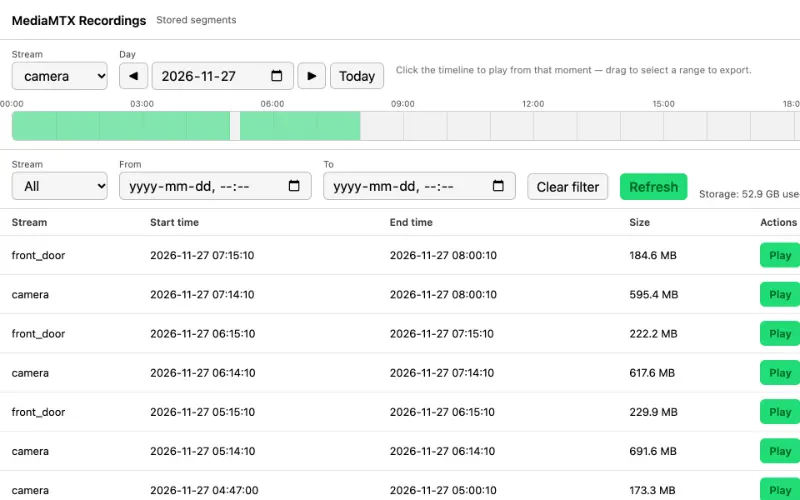 MediaMTX Recordings Stored segments
Stream Day
camera ◀ 2026-11-27 ▶ Today Click the timeline to play from that moment — drag to select a range to export.
00:00 03:00 06:00 09:00 12:00 15:00 18:0
Stream From To
All yyyy-mm-dd, --:-- yyyy-mm-dd, --:-- Clear filter Refresh Storage: 52.9 GB use
Stream Start time End time Size Actions
front_door 2026-11-27 07:15:10 2026-11-27 08:00:10 184.6 MB Play
camera 2026-11-27 07:14:10 2026-11-27 08:00:10 595.4 MB Play
front_door 2026-11-27 06:15:10 2026-11-27 07:15:10 222.2 MB Play
camera 2026-11-27 06:14:10 2026-11-27 07:14:10 617.6 MB Play
front_door 2026-11-27 05:15:10 2026-11-27 06:15:10 229.9 MB Play
camera 2026-11-27 05:14:10 2026-11-27 06:14:10 691.6 MB Play
camera 2026-11-27 04:47:00 2026-11-27 05:00:10 173.3 MB Play